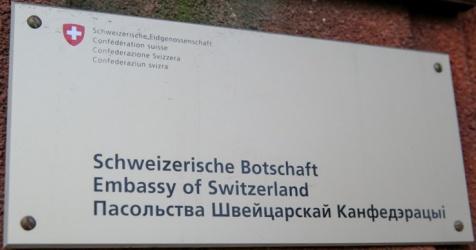 Schweizerische Eidgenossenschaft
Confédération suisse
Confederazione Svizzera
Confederaziun svizra
Schweizerische Botschaft
Embassy of Switzerland
Пасольства Швейцарскай Канфедэрацыі